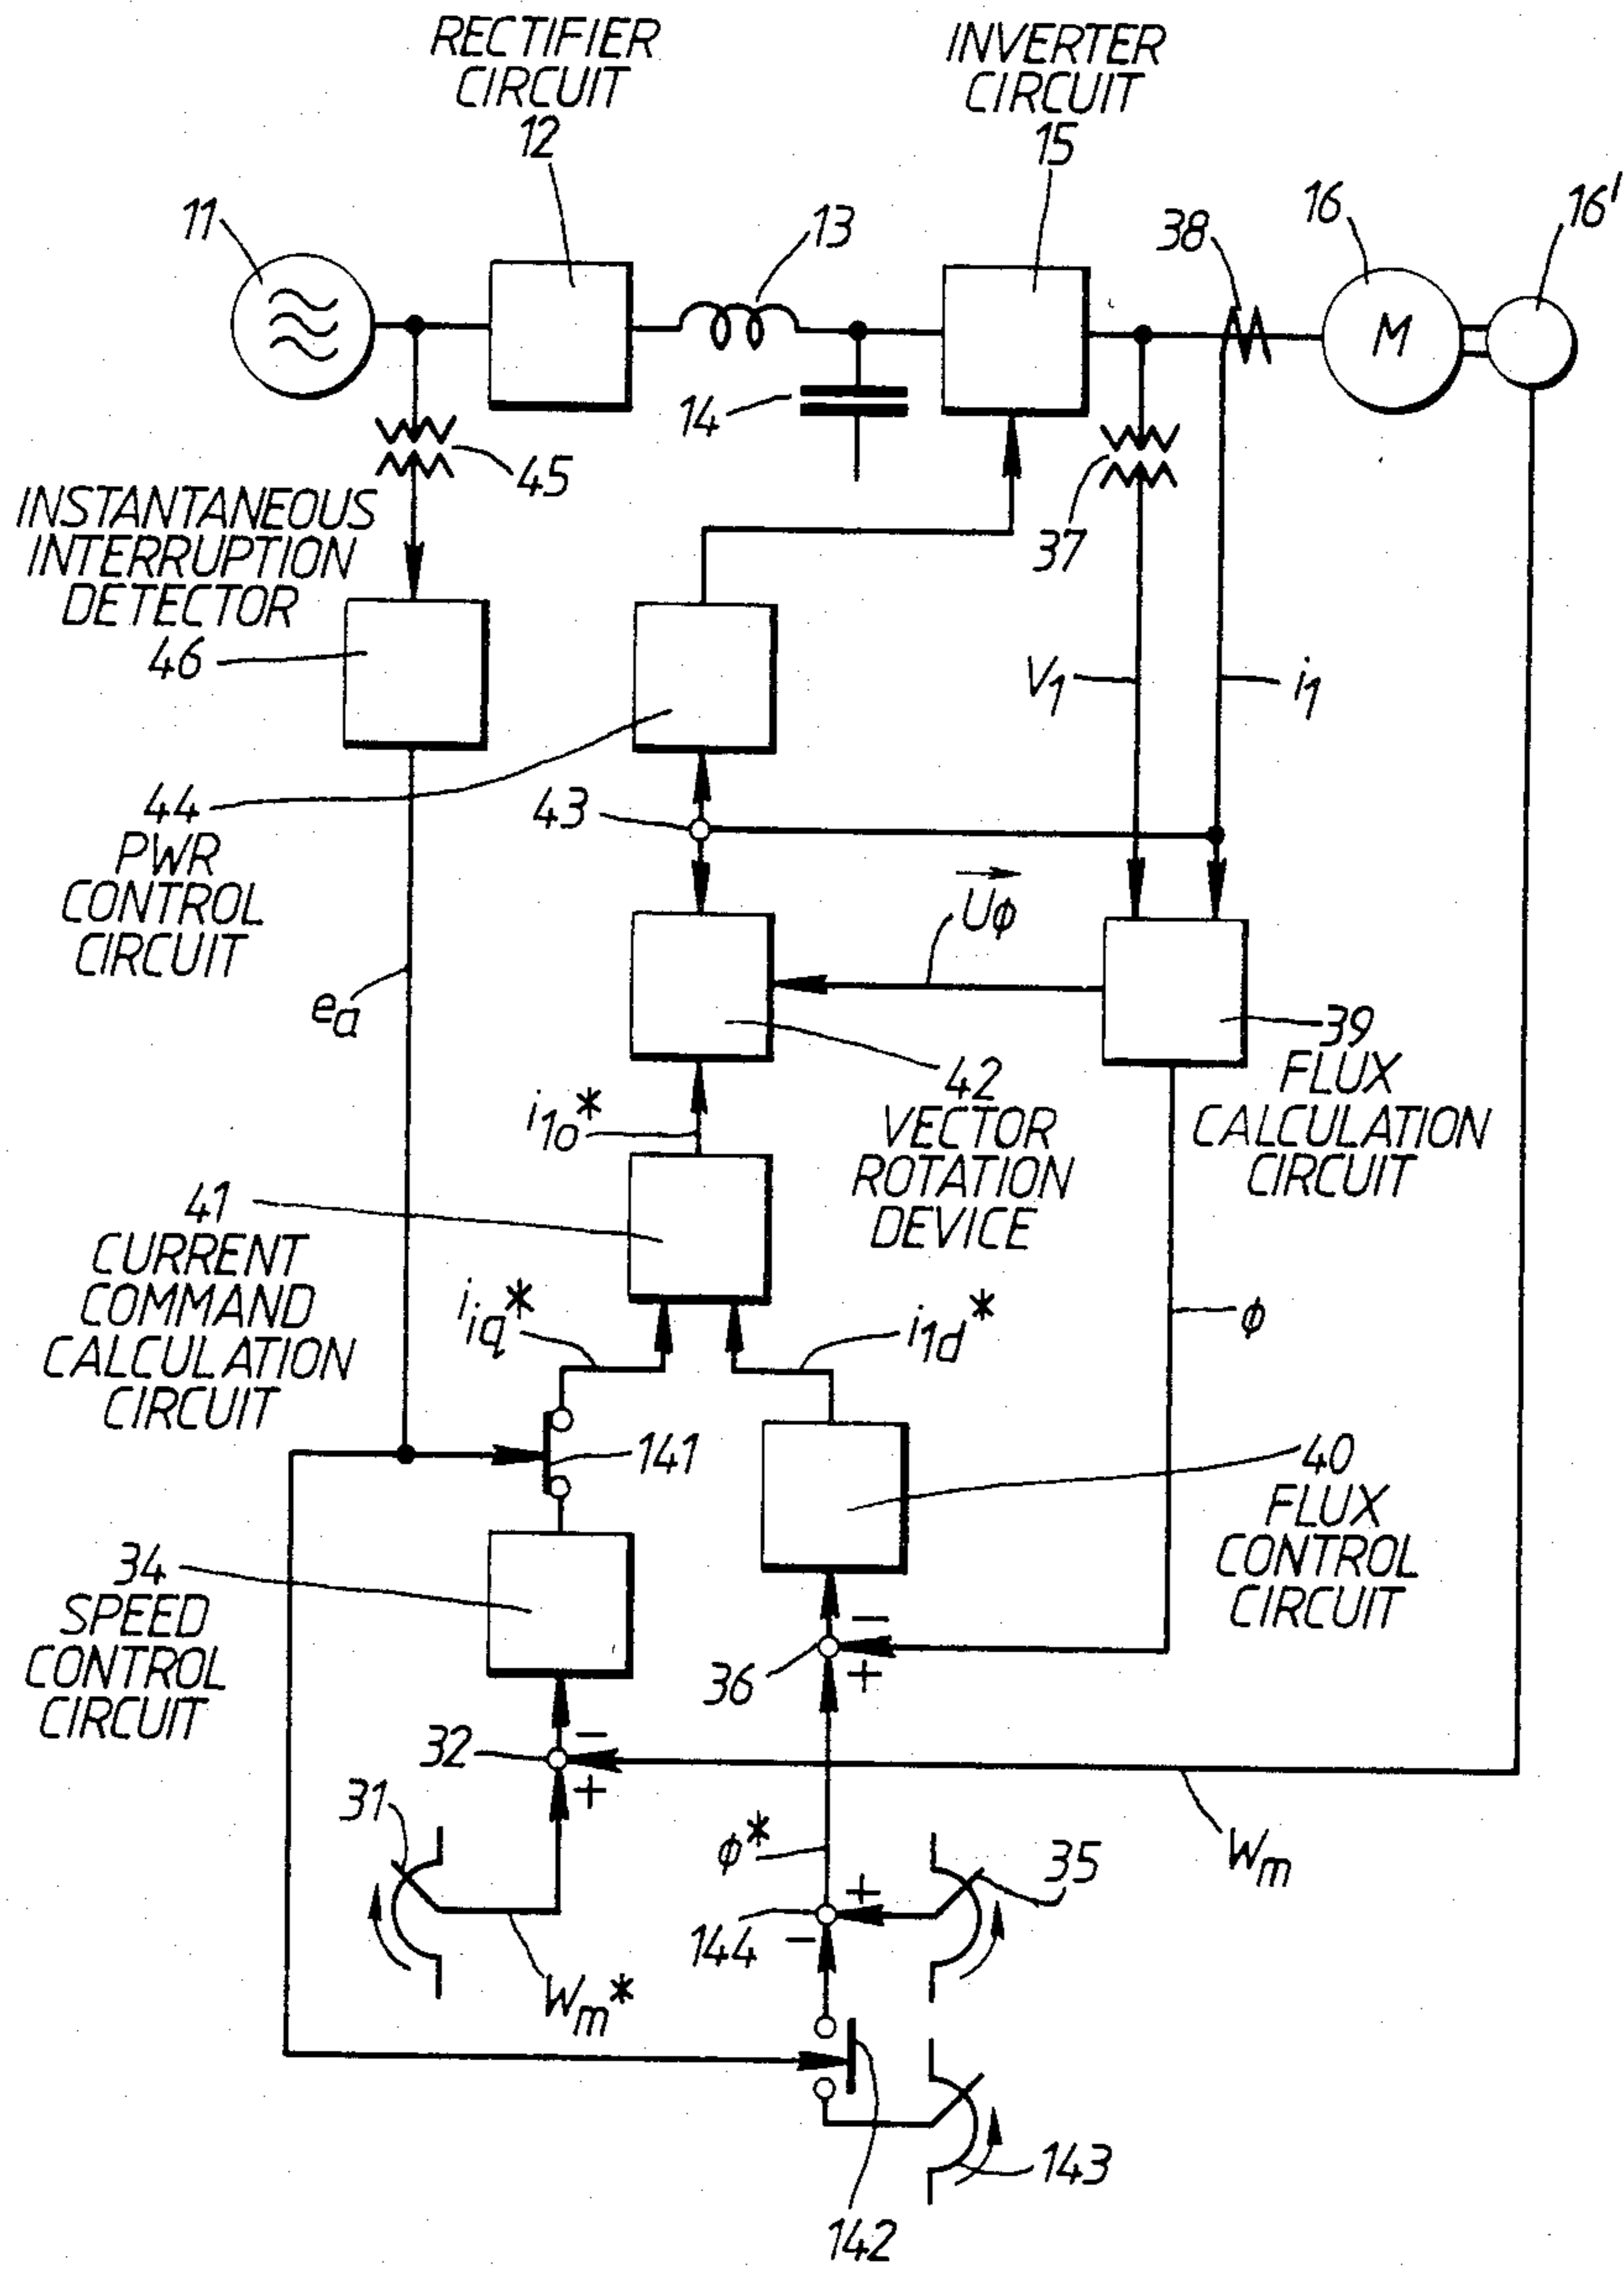 RECTIFIER
CIRCUIT
12
INVERTER
CIRCUIT
15
11
13
38
16
16'
M
14
45
37
INSTANTANEOUS
INTERRUPTION
DETECTOR
46
V1
i1
44
PWR
CONTROL
CIRCUIT
43
Uφ
ea
39
FLUX
CALCULATION
CIRCUIT
42
VECTOR
ROTATION
DEVICE
i1o*
41
CURRENT
COMMAND
CALCULATION
CIRCUIT
iiq*
i1d*
φ
141
40
FLUX
CONTROL
CIRCUIT
34
SPEED
CONTROL
CIRCUIT
−
36
+
32
−
+
31
φ*
35
Wm
+
144
−
Wm*
143
142